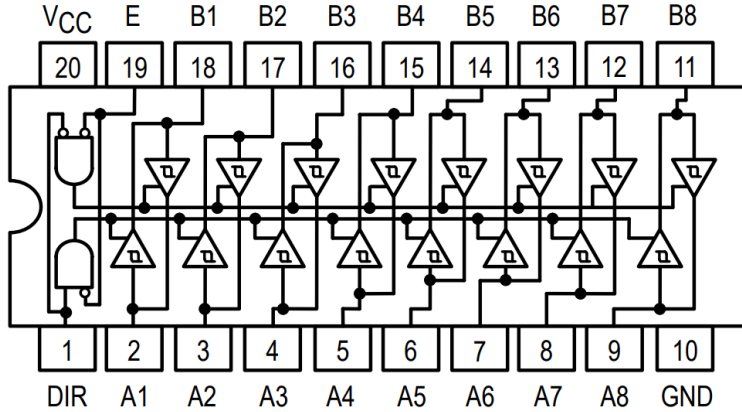 VCC E B1 B2 B3 B4 B5 B6 B7 B8
20 19 18 17 16 15 14 13 12 11
1 2 3 4 5 6 7 8 9 10
DIR A1 A2 A3 A4 A5 A6 A7 A8 GND